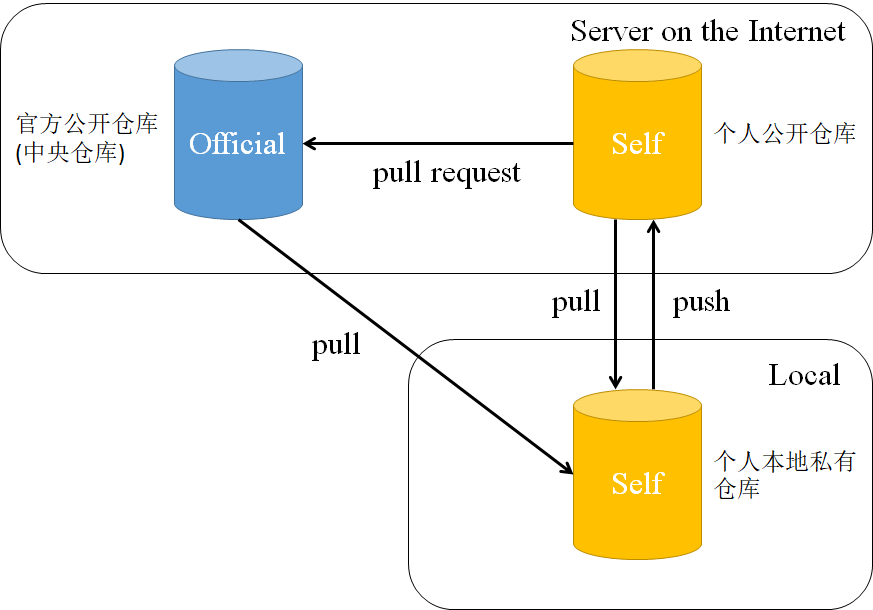 Server on the Internet
官方公开仓库
(中央仓库)
Official
Self
个人公开仓库
pull request
pull
push
pull
Local
Self
个人本地私有
仓库